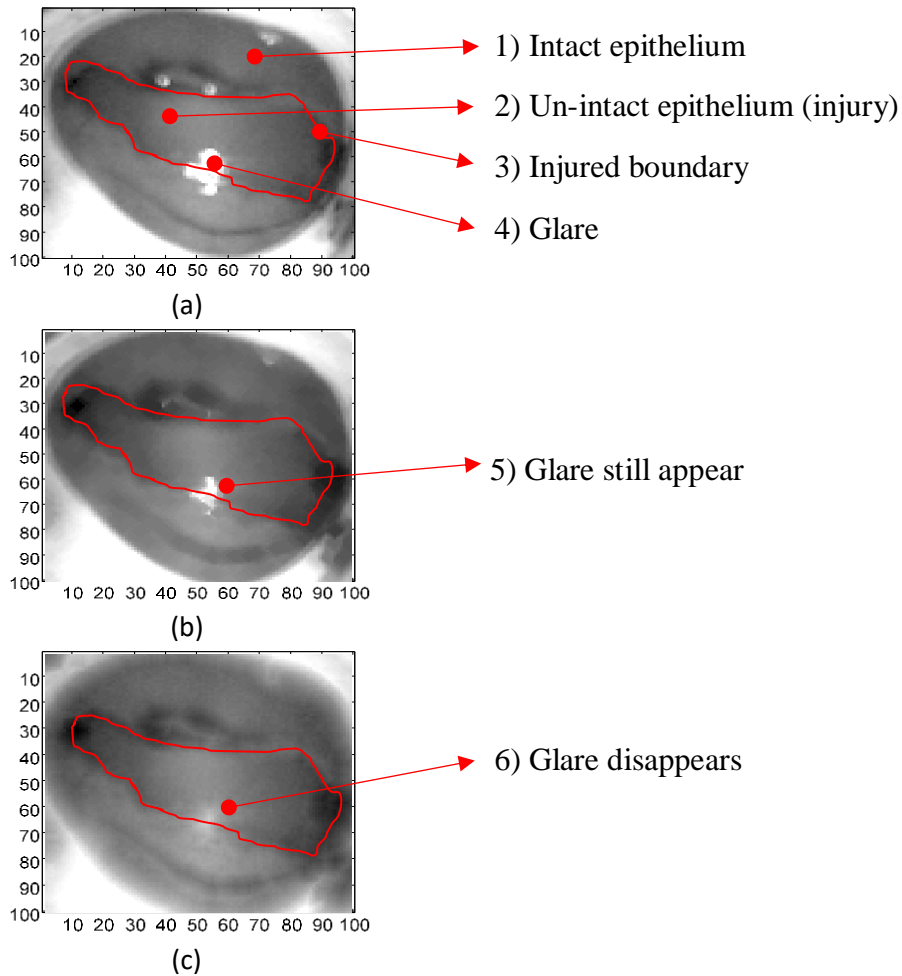 10
20
30
40
50
60
70
80
90
100
10 20 30 40 50 60 70 80 90 100
1) Intact epithelium
2) Un-intact epithelium (injury)
3) Injured boundary
4) Glare
(a)
10
20
30
40
50
60
70
80
90
100
10 20 30 40 50 60 70 80 90 100
5) Glare still appear
(b)
10
20
30
40
50
60
70
80
90
100
10 20 30 40 50 60 70 80 90 100
6) Glare disappears
(c)